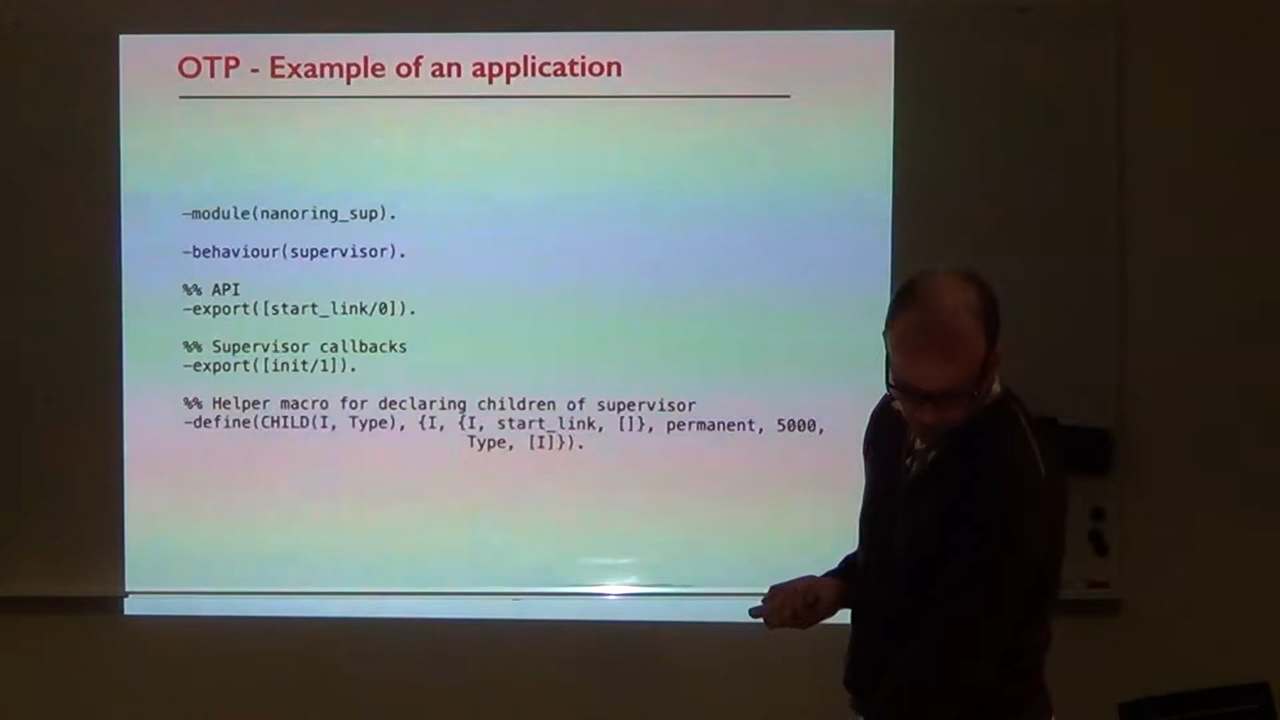 OTP - Example of an application
-module(nanoring_sup).
-behaviour(supervisor).
%% API
-export([start_link/0]).
%% Supervisor callbacks
-export([init/1]).
%% Helper macro for declaring children of supervisor
-define(CHILD(I, Type), {I, {I, start_link, []}, permanent, 5000,
Type, [I]}).